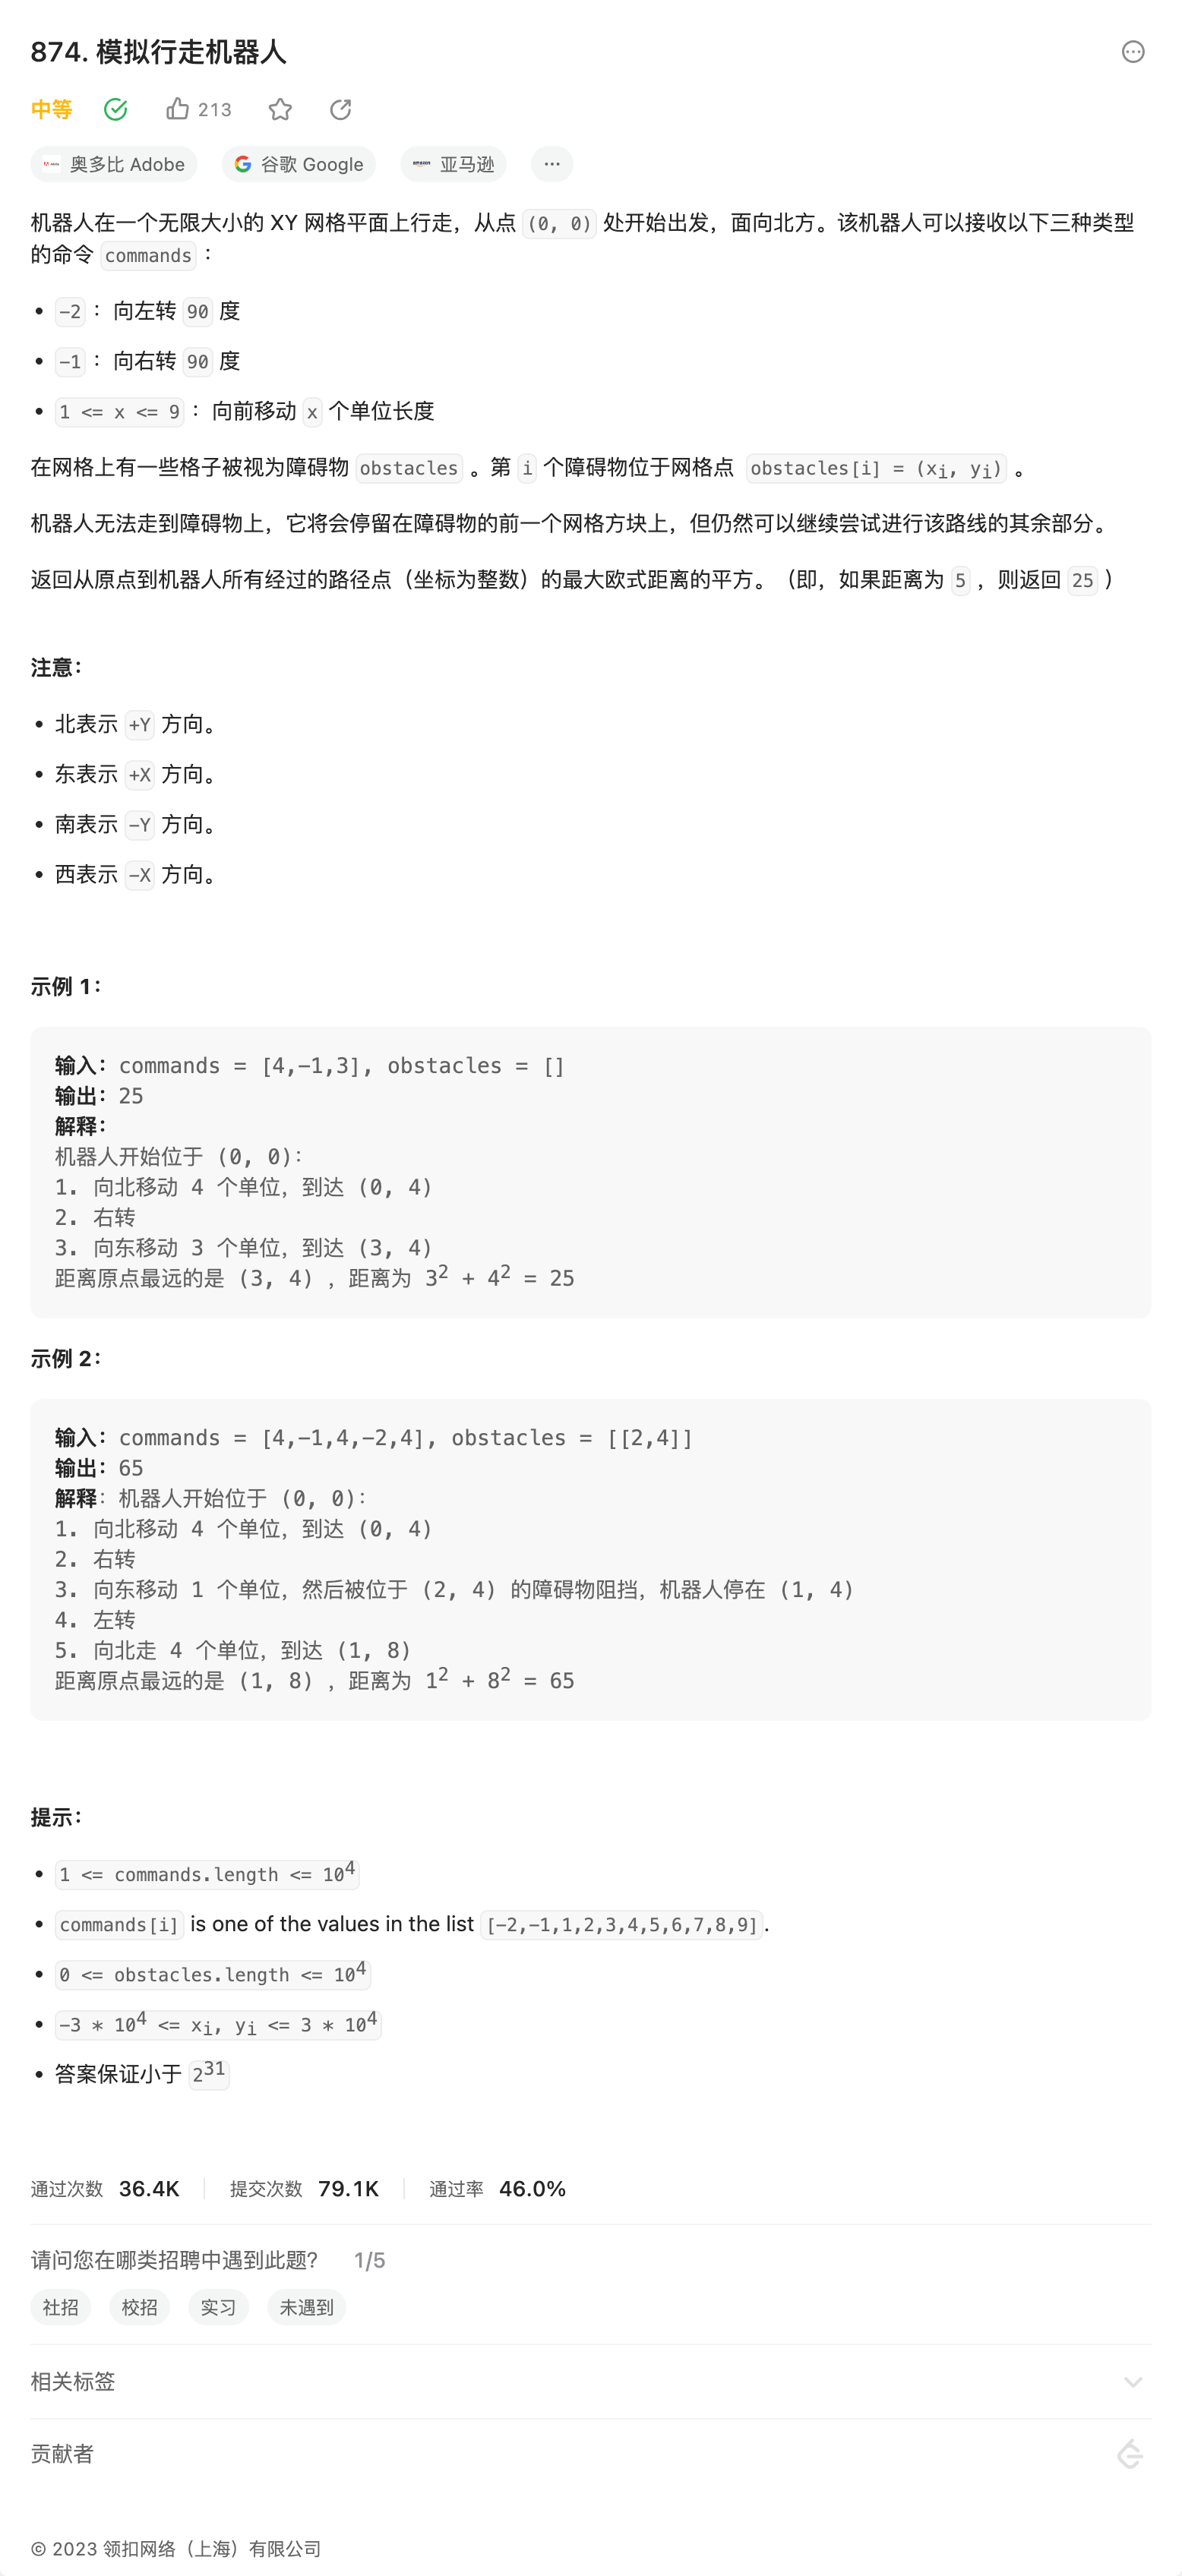 874. 模拟行走机器人
中等 213
奥多比 Adobe 谷歌 Google amazon 亚马逊 ...
机器人在一个无限大小的 XY 网格平面上行走，从点 (0, 0) 处开始出发，面向北方。该机器人可以接收以下三种类型
的命令 commands ：
• -2 ：向左转 90 度
• -1 ：向右转 90 度
• 1 <= x <= 9 ：向前移动 x 个单位长度
在网格上有一些格子被视为障碍物 obstacles 。第 i 个障碍物位于网格点 obstacles[i] = (xi, yi) 。
机器人无法走到障碍物上，它将会停留在障碍物的前一个网格方块上，但仍然可以继续尝试进行该路线的其余部分。
返回从原点到机器人所有经过的路径点（坐标为整数）的最大欧式距离的平方。（即，如果距离为 5 ，则返回 25 ）
注意：
• 北表示 +Y 方向。
• 东表示 +X 方向。
• 南表示 -Y 方向。
• 西表示 -X 方向。
示例 1：
输入：commands = [4,-1,3], obstacles = []
输出：25
解释：
机器人开始位于 (0, 0)：
1. 向北移动 4 个单位，到达 (0, 4)
2. 右转
3. 向东移动 3 个单位，到达 (3, 4)
距离原点最远的是 (3, 4) ，距离为 3² + 4² = 25
示例 2：
输入：commands = [4,-1,4,-2,4], obstacles = [[2,4]]
输出：65
解释：机器人开始位于 (0, 0)：
1. 向北移动 4 个单位，到达 (0, 4)
2. 右转
3. 向东移动 1 个单位，然后被位于 (2, 4) 的障碍物阻挡，机器人停在 (1, 4)
4. 左转
5. 向北走 4 个单位，到达 (1, 8)
距离原点最远的是 (1, 8) ，距离为 1² + 8² = 65
提示：
• 1 <= commands.length <= 10⁴
• commands[i] is one of the values in the list [-2,-1,1,2,3,4,5,6,7,8,9].
• 0 <= obstacles.length <= 10⁴
• -3 * 10⁴ <= xi, yi <= 3 * 10⁴
• 答案保证小于 2³¹
通过次数 36.4K 提交次数 79.1K 通过率 46.0%
请问您在哪类招聘中遇到此题? 1/5
社招 校招 实习 未遇到
相关标签
贡献者
© 2023 领扣网络（上海）有限公司